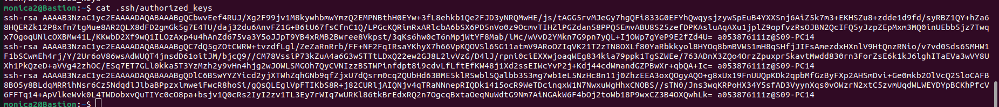 monica2@Bastion:~$ cat .ssh/authorized_keys
ssh-rsa AAAAB3NzaC1yc2EAAAADAQABAAABgQCbwvEef4RUJ/Xg2F99jv1M8kywhbmwYmzQ2EMPNBthH0EYw+3fL8ehkb1Qe2FJD3yNRQMwHE/js/tAGG5rvMJeGy7hgQFi833G0EFYhQwqysjzywSpEuB4YXXSnj6AiZ5k7m3+EKHSZu8+zdde1d9fd/syRBZ1QY+hZa6
8HQERZk12P8xfn7tgMue8AR2QLX8dFD2gmGk5g7E4TU/daj32du6AnvFZ1G+B6tU67fsCfnC1Q/LPGcKQRimRxARlcbA6bSX6PD5nVo0z9OcmvTIHZlPGZdan58PPQ5EmvABU8S25zefDPKAsluAqAXu1jplZ9opfvzRsOJBN2QcIFQ5yJzpZEpMxm3MQ0inUEbb5jz7Twq
x7OgoqUNlcOXBMw41L/KKwbD2Xf9wQ1ILOzAxp4u4hAnZd675va3Y5oJJpT9YB4xRMB2Bwree8Vkpst/3qKs6hw0cT6nMpjWtYF8Mab/lMc/wVvD2YMkn7G9pn7yQL+IjOWp7gYeP9E2fZd4U= a053876111z@S09-PC14
ssh-rsa AAAAB3NzaC1yc2EAAAADAQABAAABgQC7dQ5gZOtCWRW+tvzdfLgl/ZeZaRnRrb/FF+NF2FqIRsaYKhyX7h66VpKQOVSl6SG11atmV9ARoOZIqVK21T2zTN8OXLf80YaRbkkyol8HYOq8bmBVW51mH8qSHfjJIFsAmezdxHXnlV9HtQnzRNio/v7vd0Sds6SMHW1
F1bSCwmEh4rj/Y/2Ur6oV86wsAdWUQT4jnsdD61oitJM/bjcQ9//CM78VssiP73kZuA4a6G3w5TTtLDxQ22ew2GJ8L2lvVzG/D4lJ/rpni0ciEXXwjoaqWEg834kia79ppk1TgSZWEe/763ADnX3ZQo4OrzZpuxpr5kavtMwdd830rn3ForZsE6k1kJ6lghITaEVa3wVY8U
Xh1PkQzeD+aVVg42zhOC/ESq7ET7GLl0kka5T3YzMzh2y9vHn4hjg2wJOWLSMGOh7QyCVNIzzBSTWPinfdpt8i9cdvLfLftEfKW48j1Xd2ssEIWcYvP2j+Kdj44cdWmandGZPBwXr+qbQA+Ic= a053876111z@S09-PC14
ssh-rsa AAAAB3NzaC1yc2EAAAADAQABAAABgQDlC6BSwYYZYicd2yjXTWhZqhGNb9qfZjxU7dQsrm0cq2QUbHd63BME5klRSwbl5Qalbb3S3mg7wb1eL5NzHc8n11j0ZhzEEA3oxQOgyAQO+g8xUx19FnUUQpKDk2qpbMfGzByFXp2AHSmDvi+Ge0mkb2OlVcQ2SloCAFB
8BO5y8BLdqMRRihNsr6Cz5NdqdlJlbaBPpzxlmweiFwcR8hoSi/gQsQLEglVpFTIKbS8R+j82CURljAIQNjv4qTRaNNnepRIQDk1415ocR9WeTDcinqxW1N7NwxuWgHhxCNOBS//sTN0/Jns3wqKRPoHX34Y5sfAD3VyynXqs0vOWzrN2xtC5zvmUqdWLWEYDYpBCKhPfcV
6FFTq14+ApVlkeWvk0L4TWDobxvQuTIYc0cO8pa+bsjv1Q0cRs2IyI2zv1TL3Ey7rWIq7wURKl86tkBrEdxRQ2n7OgcqBxtaOeqNuWdtG9Nm7AiNGAkW6F4bOj2toWb18P9wxCZ3B4OXQwhLk= a053876111z@S09-PC14
monica2@Bastion:~$